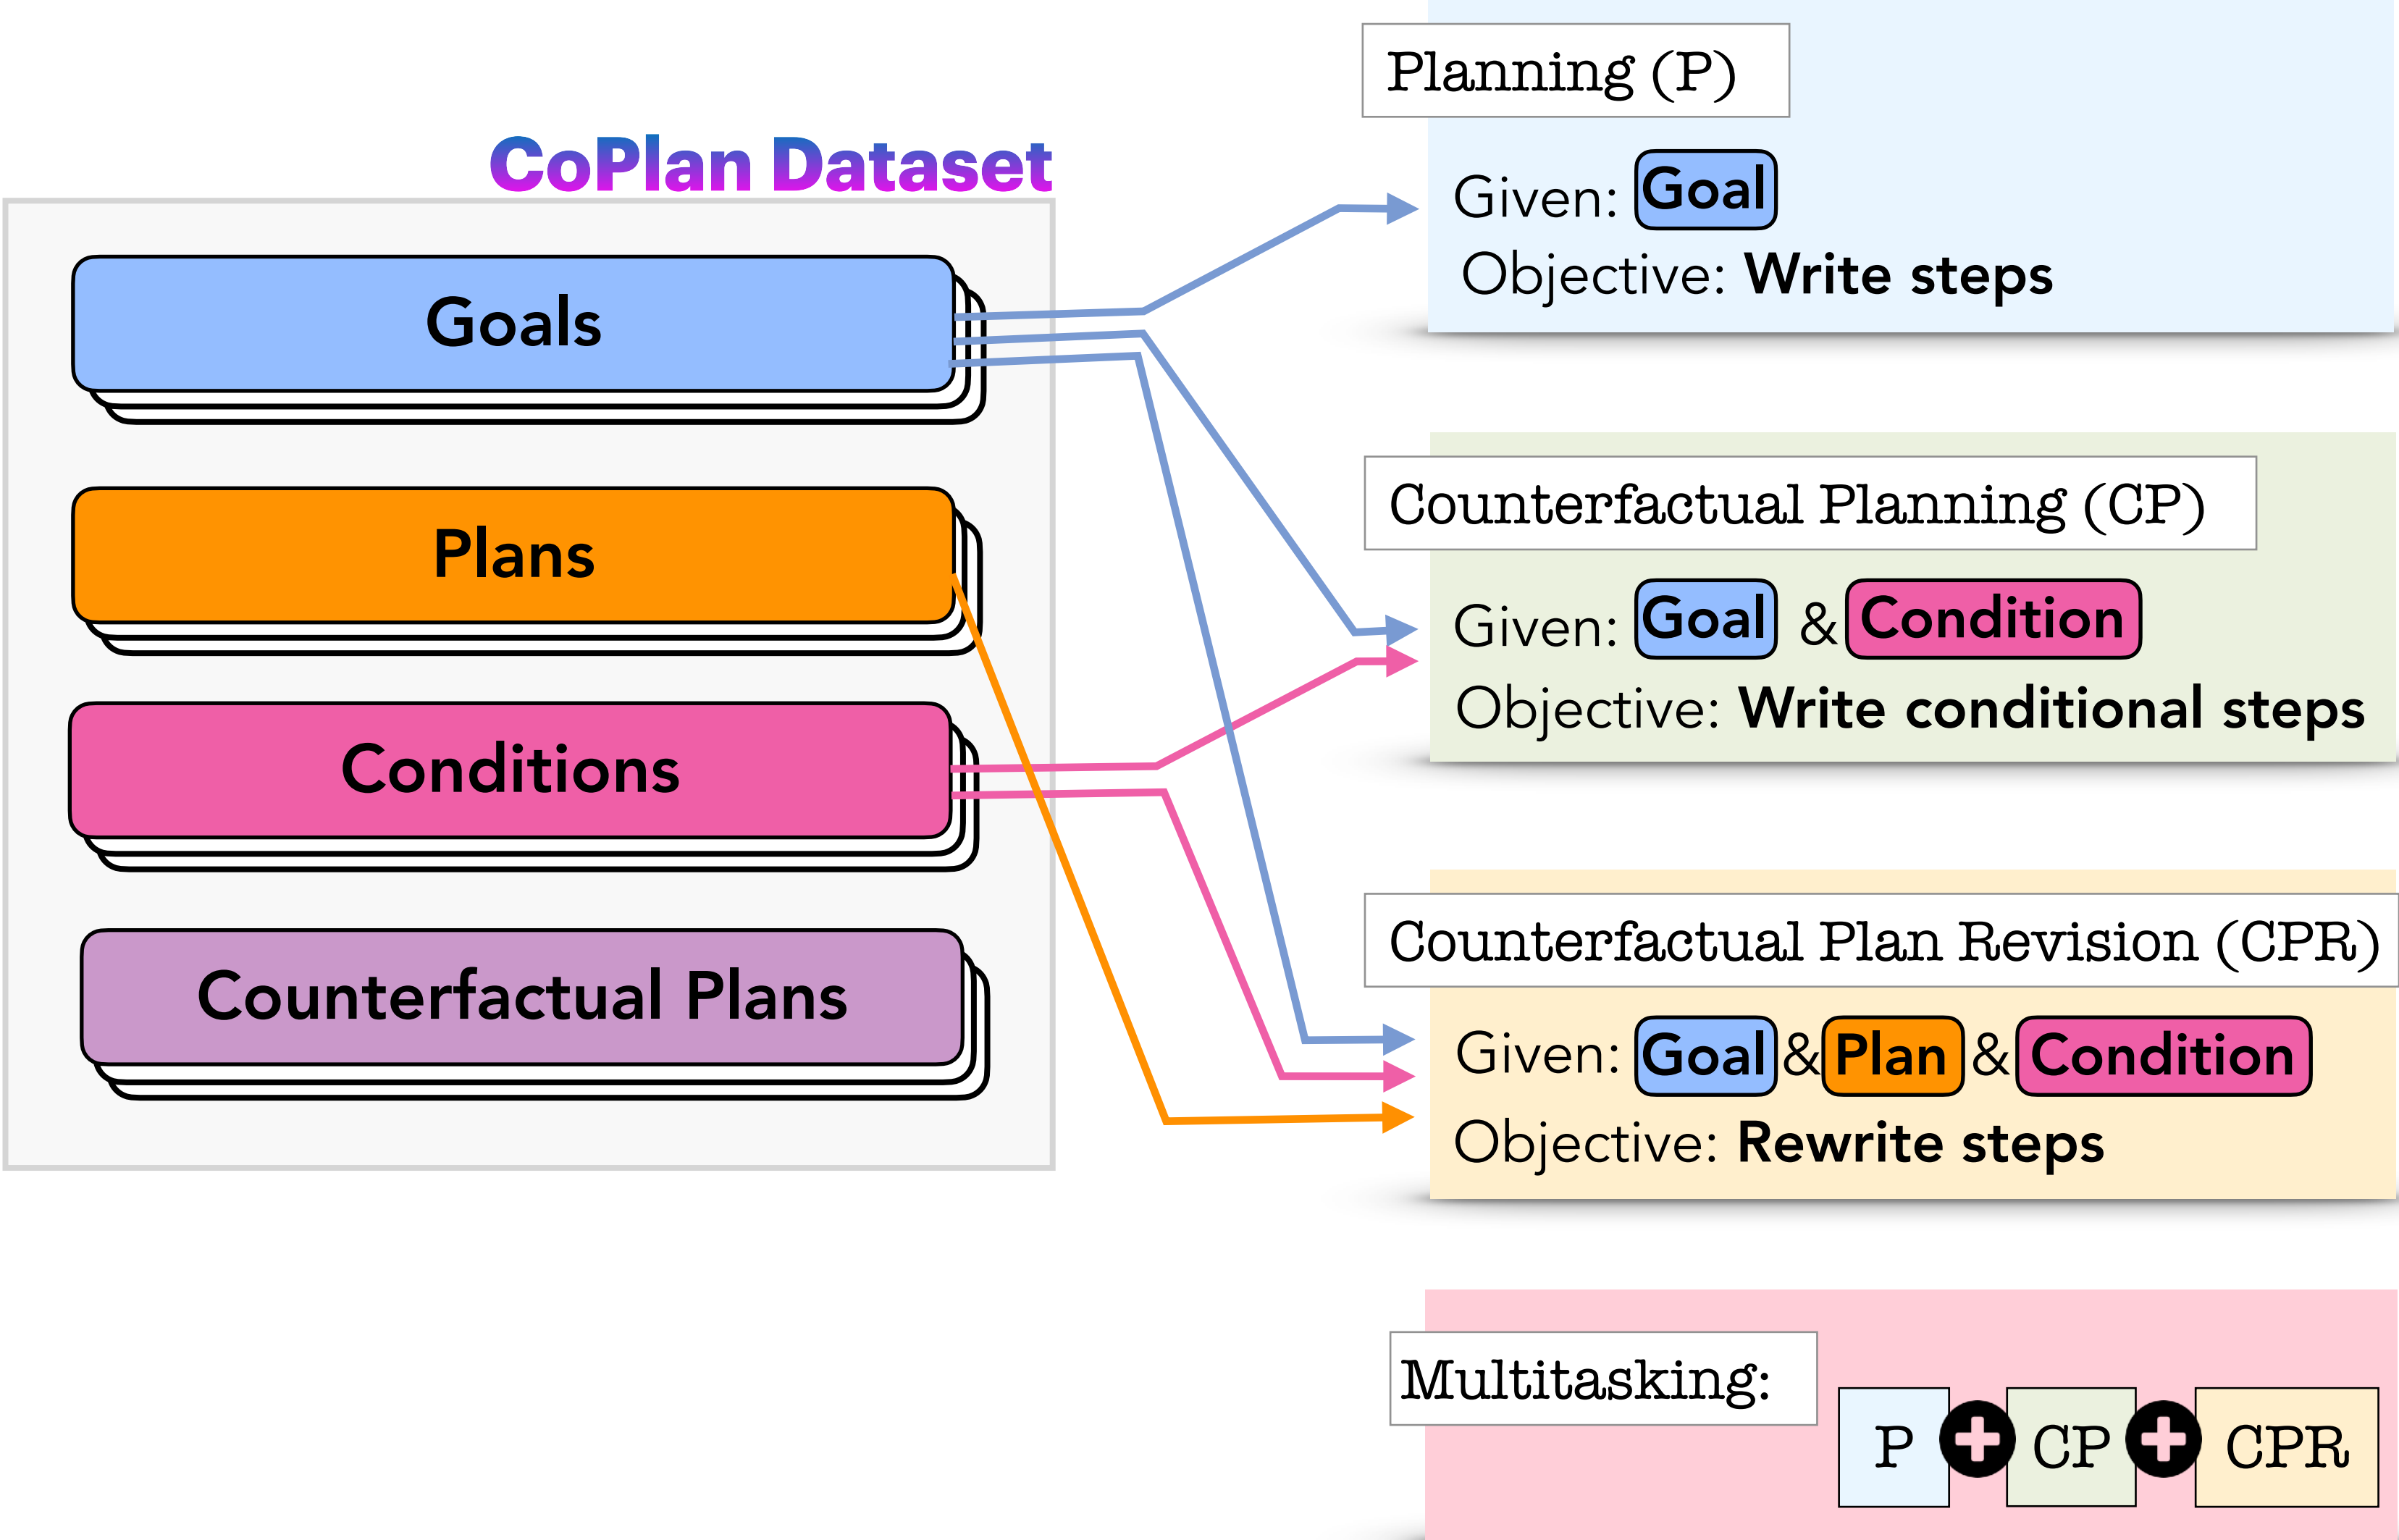 CoPlan Dataset
Goals
Plans
Conditions
Counterfactual Plans
Planning (P)
Given: Goal
Objective: Write steps
Counterfactual Planning (CP)
Given: Goal & Condition
Objective: Write conditional steps
Counterfactual Plan Revision (CPR)
Given: Goal & Plan & Condition
Objective: Rewrite steps
Multitasking:
P + CP + CPR